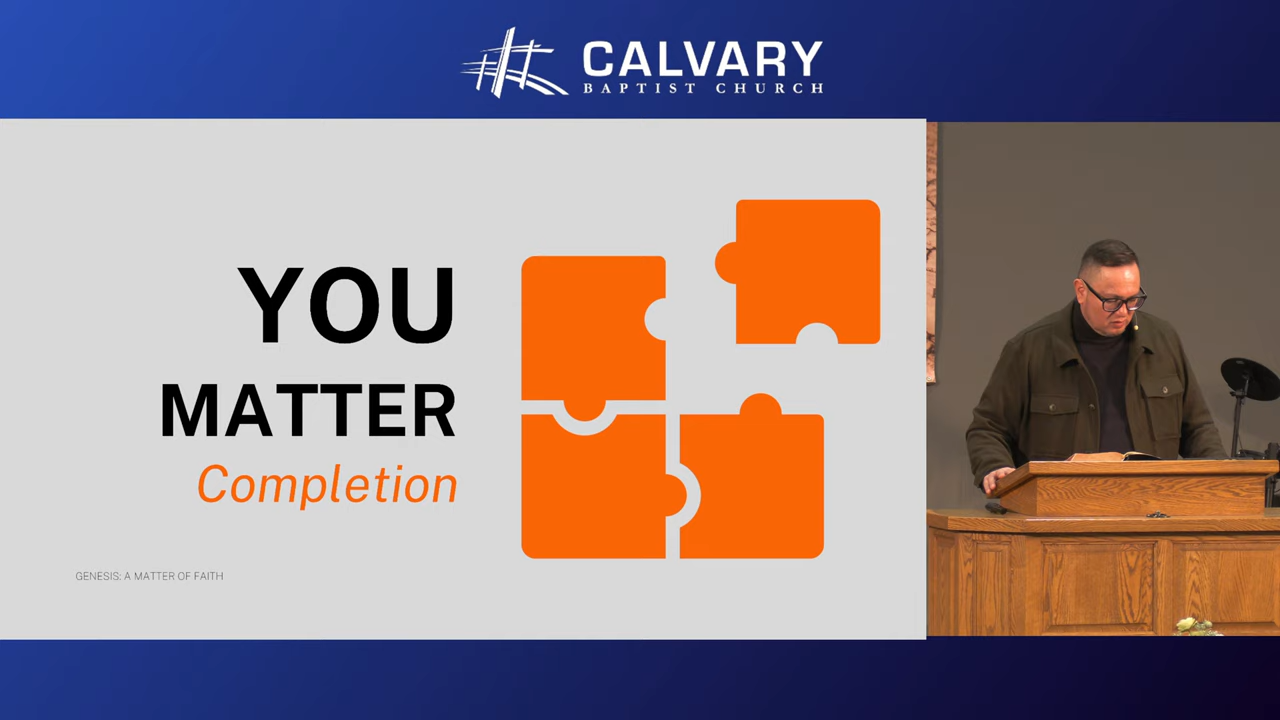 CALVARY
BAPTIST CHURCH
YOU
MATTER
Completion
GENESIS: A MATTER OF FAITH